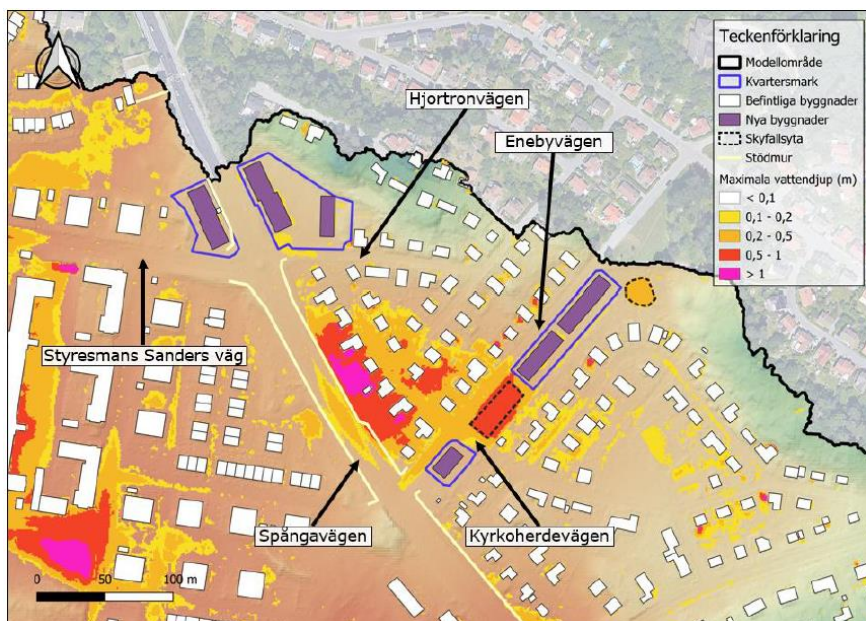 Teckenförklaring
Modellområde
Kvartersmark
Befintliga byggnader
Nya byggnader
Skyfallsyta
Stödmur
Maximala vattendjup (m)
< 0,1
0,1 - 0,2
0,2 - 0,5
0,5 - 1
> 1
Hjortronvägen
Enebyvägen
Styresmans Sanders väg
Spångavägen
Kyrkoherdevägen
0 50 100 m